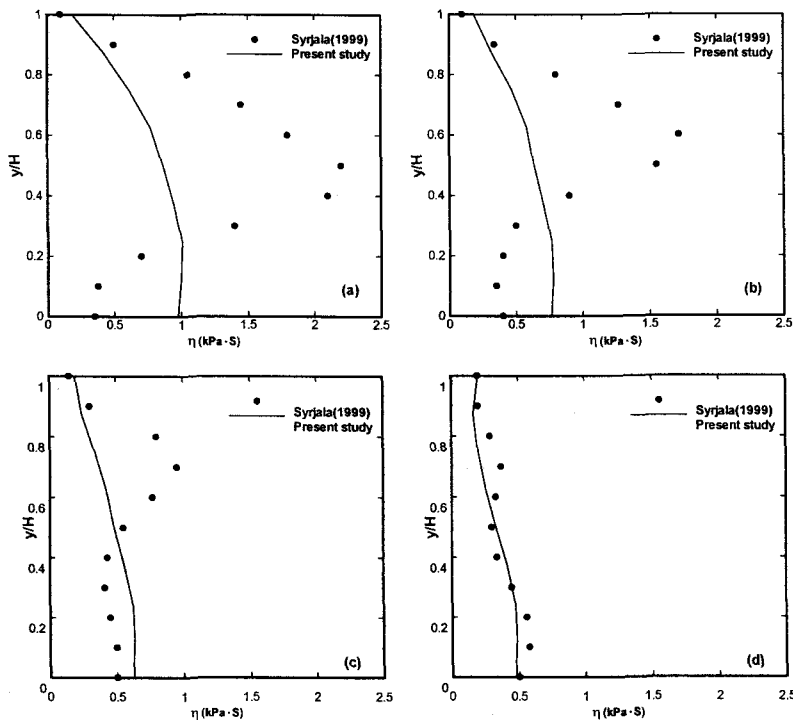 1
0.8
0.6
0.4
0.2
0
y/H
Syrjala(1999)
Present study
(a)
0
0.5
1
1.5
2
2.5
η (kPa · S)
1
0.8
0.6
0.4
0.2
0
y/H
Syrjala(1999)
Present study
(b)
0
0.5
1
1.5
2
2.5
η (kPa · S)
1
0.8
0.6
0.4
0.2
0
y/H
Syrjala(1999)
Present study
(c)
0
0.5
1
1.5
2
2.5
η (kPa · S)
1
0.8
0.6
0.4
0.2
0
y/H
Syrjala(1999)
Present study
(d)
0
0.5
1
1.5
2
2.5
η (kPa · S)